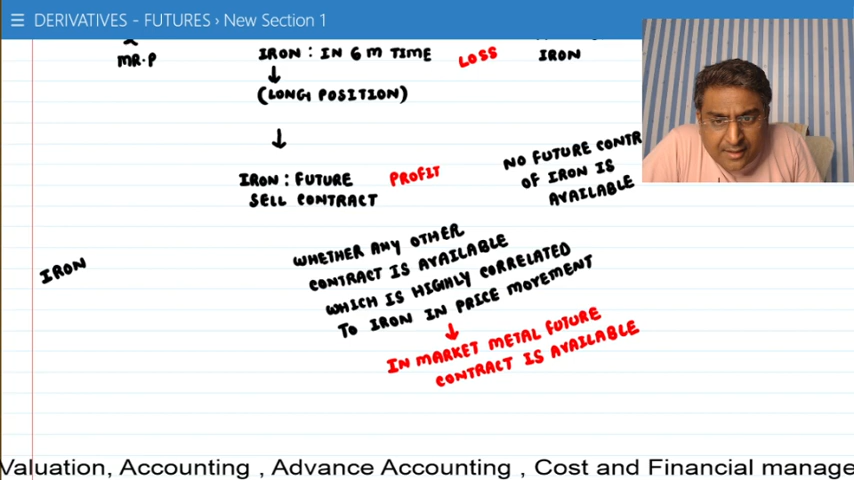 ☰ DERIVATIVES - FUTURES › New Section 1
MR.P
IRON : IN 6 M TIME
LOSS
IRON
(LONG POSITION)
IRON : FUTURE
SELL CONTRACT
PROFIT
NO FUTURE CONTR
OF IRON IS
AVAILABLE
IRON
WHETHER ANY OTHER
CONTRACT IS AVAILABLE
WHICH IS HIGHLY CORRELATED
TO IRON IN PRICE MOVEMENT
IN MARKET METAL FUTURE
CONTRACT IS AVAILABLE
Valuation, Accounting , Advance Accounting , Cost and Financial manage